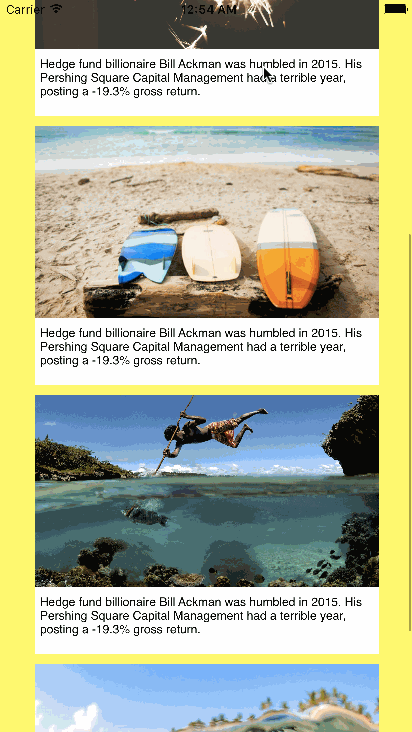 Carrier 12:54 AM
Hedge fund billionaire Bill Ackman was humbled in 2015. His
Pershing Square Capital Management had a terrible year,
posting a -19.3% gross return.
Hedge fund billionaire Bill Ackman was humbled in 2015. His
Pershing Square Capital Management had a terrible year,
posting a -19.3% gross return.
Hedge fund billionaire Bill Ackman was humbled in 2015. His
Pershing Square Capital Management had a terrible year,
posting a -19.3% gross return.